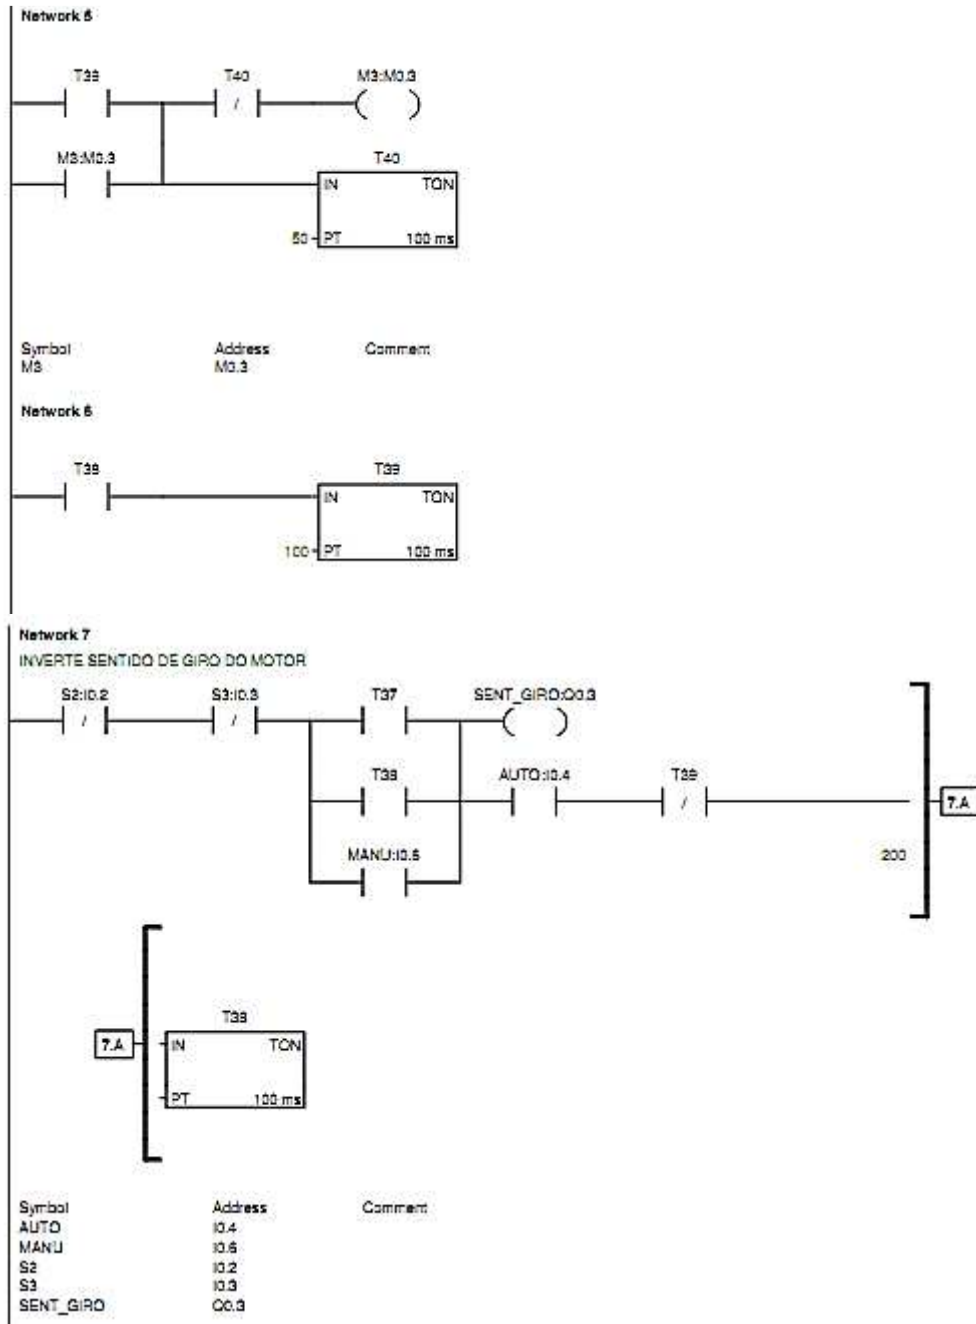 Network 5
T39 T40 M3:M0.3
/
M3:M0.3 T40
IN TON
50 PT 100 ms
Symbol Address Comment
M3 M0.3
Network 6
T38 T39
IN TON
100 PT 100 ms
Network 7
INVERTE SENTIDO DE GIRO DO MOTOR
S2:I0.2 S3:I0.3 T37 SENT_GIRO:Q0.3
/ /
T38 AUTO:I0.4 T39
/ 7.A
MANU:I0.5 200
T38
7.A IN TON
PT 100 ms
Symbol Address Comment
AUTO I0.4
MANU I0.5
S2 I0.2
S3 I0.3
SENT_GIRO Q0.3